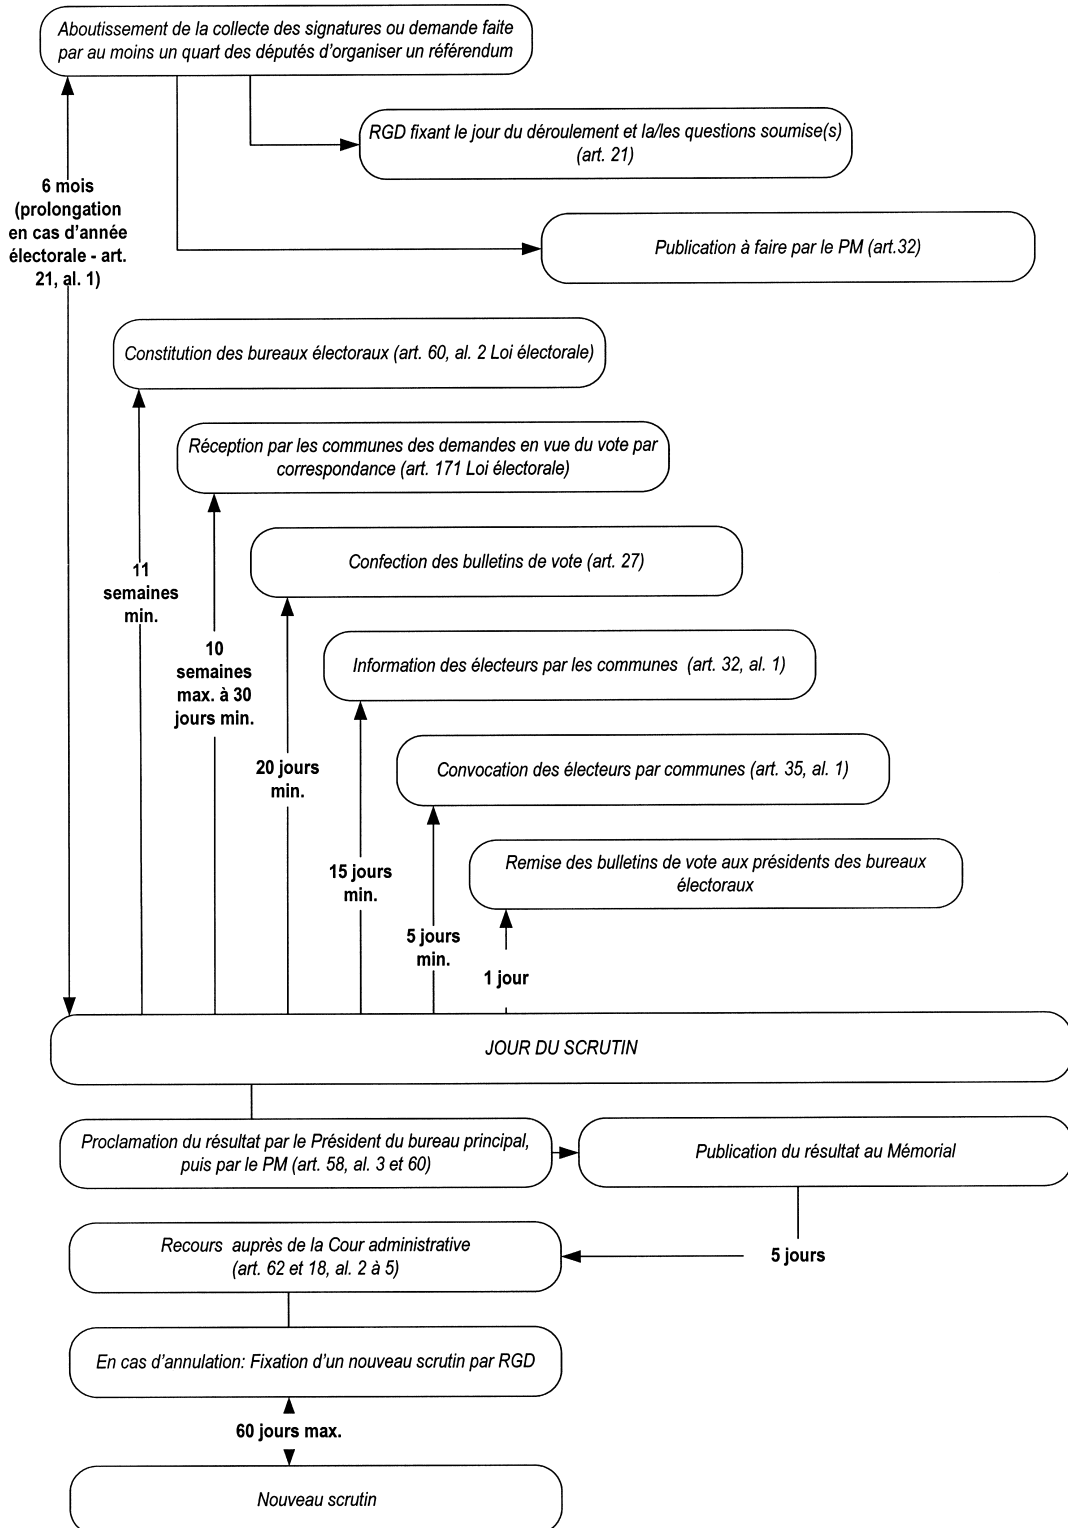 Aboutissement de la collecte des signatures ou demande faite
par au moins un quart des députés d'organiser un référendum
RGD fixant le jour du déroulement et la/les questions soumise(s)
(art. 21)
6 mois
(prolongation
en cas d'année
électorale - art.
21, al. 1)
Publication à faire par le PM (art.32)
Constitution des bureaux électoraux (art. 60, al. 2 Loi électorale)
Réception par les communes des demandes en vue du vote par
correspondance (art. 171 Loi électorale)
Confection des bulletins de vote (art. 27)
11
semaines
min.
Information des électeurs par les communes (art. 32, al. 1)
10
semaines
max. à 30
jours min.
Convocation des électeurs par communes (art. 35, al. 1)
20 jours
min.
Remise des bulletins de vote aux présidents des bureaux
électoraux
15 jours
min.
5 jours
min.
1 jour
JOUR DU SCRUTIN
Proclamation du résultat par le Président du bureau principal,
puis par le PM (art. 58, al. 3 et 60)
Publication du résultat au Mémorial
Recours auprès de la Cour administrative
(art. 62 et 18, al. 2 à 5)
5 jours
En cas d'annulation: Fixation d'un nouveau scrutin par RGD
60 jours max.
Nouveau scrutin